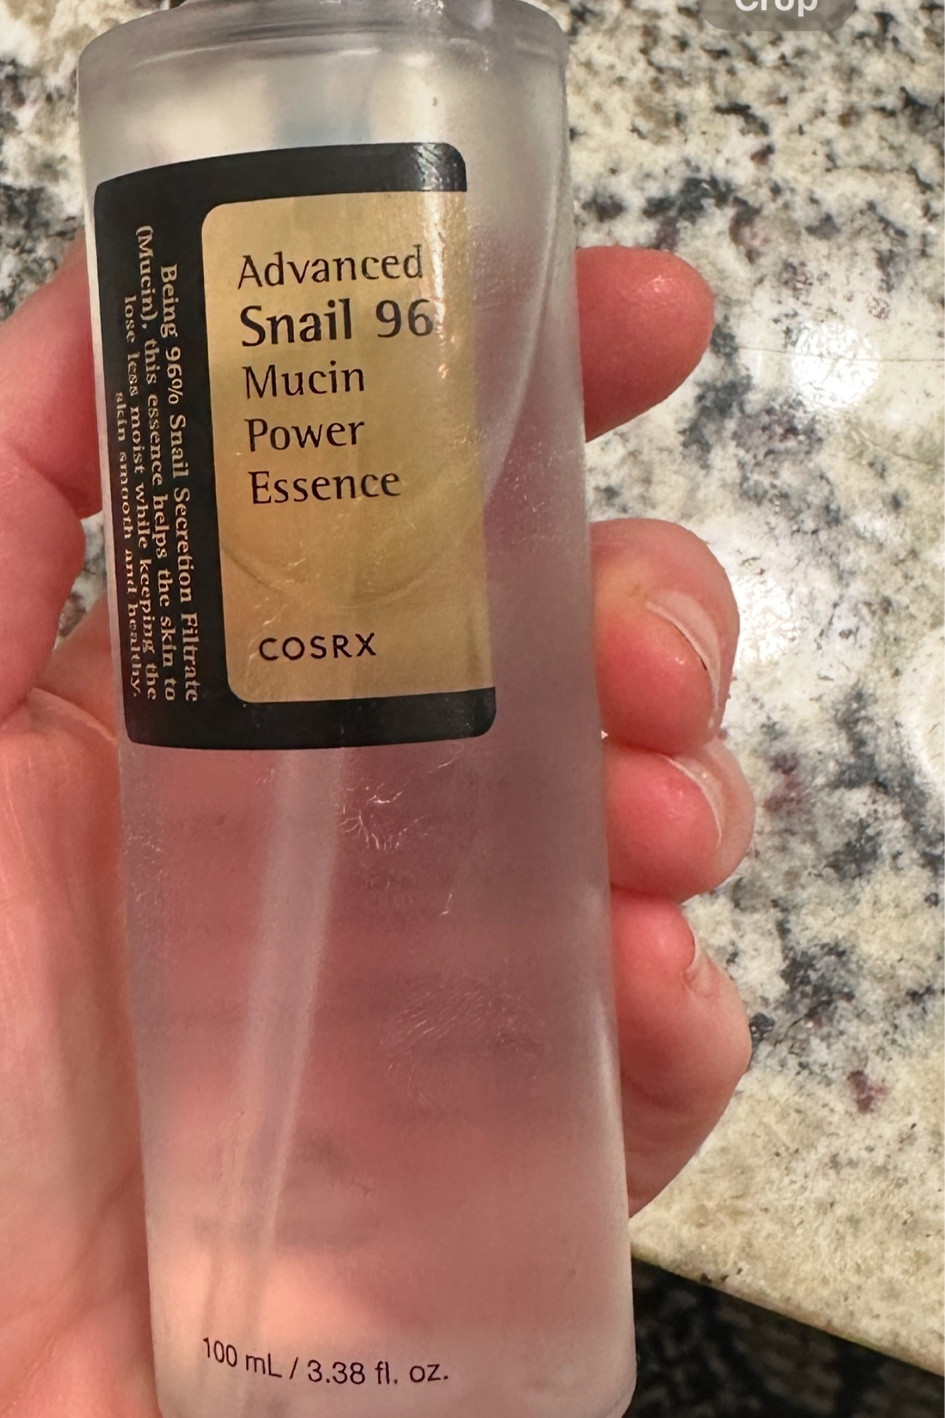 Crop
Advanced
Snail 96
Mucin
Power
Essence
COSRX
Being 96% Snail Secretion Filtrate
(Mucin), this essence helps the skin to
lose less moist while keeping the
skin smooth and healthy.
100 mL / 3.38 fl. oz.